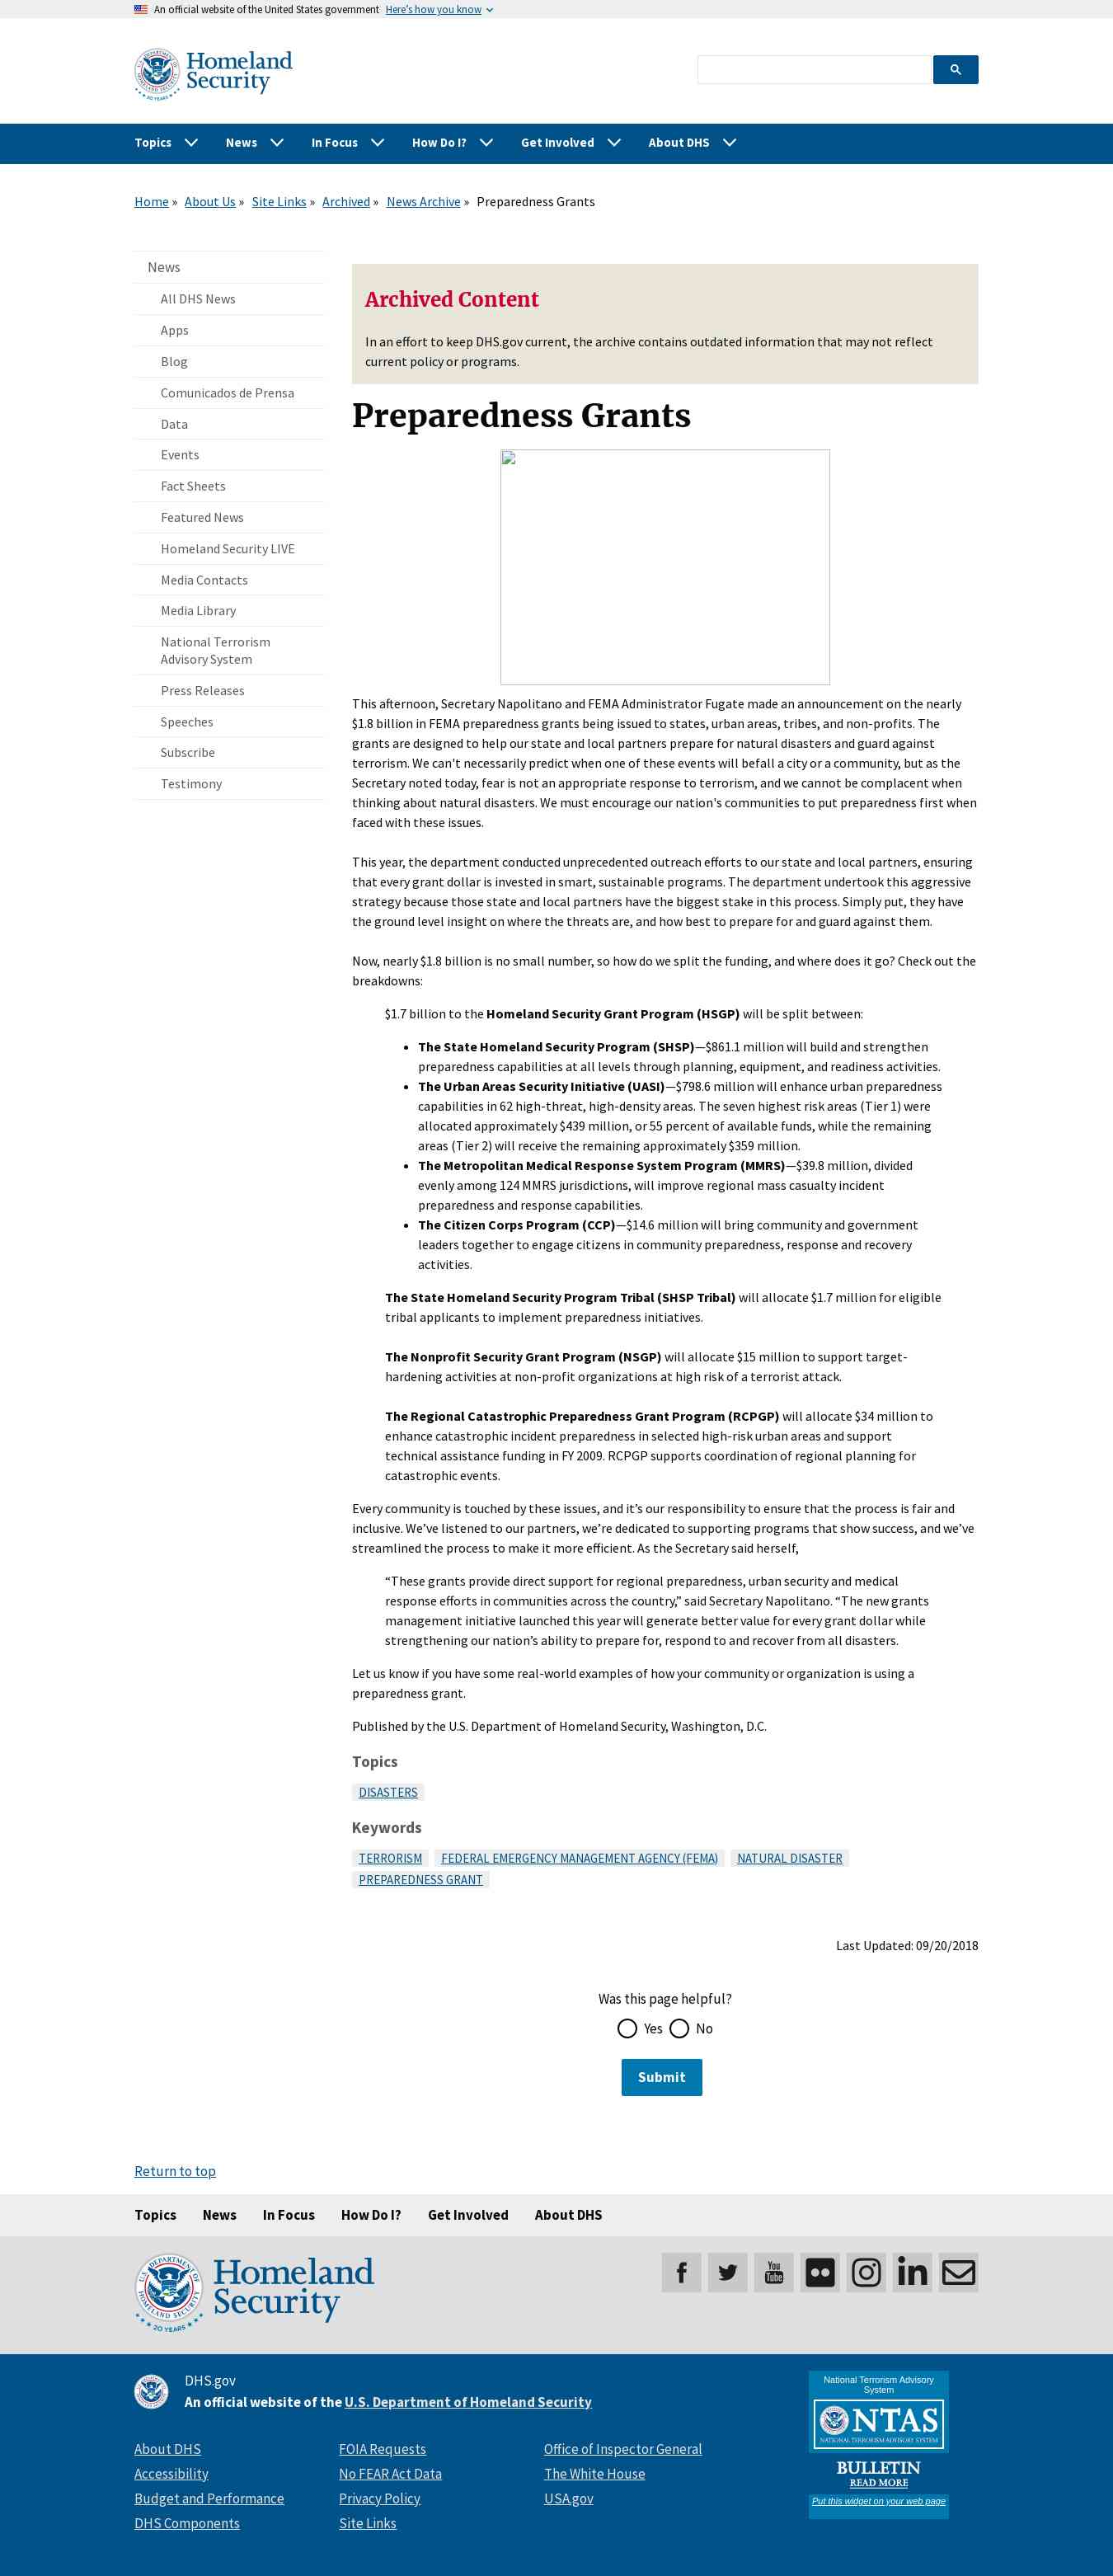 An official website of the United States government Here's how you know
Homeland
Security
Topics News In Focus How Do I? Get Involved About DHS
Home » About Us » Site Links » Archived » News Archive » Preparedness Grants
News
All DHS News
Apps
Blog
Comunicados de Prensa
Data
Events
Fact Sheets
Featured News
Homeland Security LIVE
Media Contacts
Media Library
National Terrorism
Advisory System
Press Releases
Speeches
Subscribe
Testimony
Archived Content
In an effort to keep DHS.gov current, the archive contains outdated information that may not reflect
current policy or programs.
Preparedness Grants
This afternoon, Secretary Napolitano and FEMA Administrator Fugate made an announcement on the nearly
$1.8 billion in FEMA preparedness grants being issued to states, urban areas, tribes, and non-profits. The
grants are designed to help our state and local partners prepare for natural disasters and guard against
terrorism. We can't necessarily predict when one of these events will befall a city or a community, but as the
Secretary noted today, fear is not an appropriate response to terrorism, and we cannot be complacent when
thinking about natural disasters. We must encourage our nation's communities to put preparedness first when
faced with these issues.
This year, the department conducted unprecedented outreach efforts to our state and local partners, ensuring
that every grant dollar is invested in smart, sustainable programs. The department undertook this aggressive
strategy because those state and local partners have the biggest stake in this process. Simply put, they have
the ground level insight on where the threats are, and how best to prepare for and guard against them.
Now, nearly $1.8 billion is no small number, so how do we split the funding, and where does it go? Check out the
breakdowns:
$1.7 billion to the Homeland Security Grant Program (HSGP) will be split between:
• The State Homeland Security Program (SHSP)—$861.1 million will build and strengthen
preparedness capabilities at all levels through planning, equipment, and readiness activities.
• The Urban Areas Security Initiative (UASI)—$798.6 million will enhance urban preparedness
capabilities in 62 high-threat, high-density areas. The seven highest risk areas (Tier 1) were
allocated approximately $439 million, or 55 percent of available funds, while the remaining
areas (Tier 2) will receive the remaining approximately $359 million.
• The Metropolitan Medical Response System Program (MMRS)—$39.8 million, divided
evenly among 124 MMRS jurisdictions, will improve regional mass casualty incident
preparedness and response capabilities.
• The Citizen Corps Program (CCP)—$14.6 million will bring community and government
leaders together to engage citizens in community preparedness, response and recovery
activities.
The State Homeland Security Program Tribal (SHSP Tribal) will allocate $1.7 million for eligible
tribal applicants to implement preparedness initiatives.
The Nonprofit Security Grant Program (NSGP) will allocate $15 million to support target-
hardening activities at non-profit organizations at high risk of a terrorist attack.
The Regional Catastrophic Preparedness Grant Program (RCPGP) will allocate $34 million to
enhance catastrophic incident preparedness in selected high-risk urban areas and support
technical assistance funding in FY 2009. RCPGP supports coordination of regional planning for
catastrophic events.
Every community is touched by these issues, and it’s our responsibility to ensure that the process is fair and
inclusive. We’ve listened to our partners, we’re dedicated to supporting programs that show success, and we’ve
streamlined the process to make it more efficient. As the Secretary said herself,
“These grants provide direct support for regional preparedness, urban security and medical
response efforts in communities across the country,” said Secretary Napolitano. “The new grants
management initiative launched this year will generate better value for every grant dollar while
strengthening our nation’s ability to prepare for, respond to and recover from all disasters.
Let us know if you have some real-world examples of how your community or organization is using a
preparedness grant.
Published by the U.S. Department of Homeland Security, Washington, D.C.
Topics
DISASTERS
Keywords
TERRORISM FEDERAL EMERGENCY MANAGEMENT AGENCY (FEMA) NATURAL DISASTER
PREPAREDNESS GRANT
Last Updated: 09/20/2018
Was this page helpful?
Yes No
Submit
Return to top
Topics News In Focus How Do I? Get Involved About DHS
Homeland
Security
20 YEARS
You
Tube
DHS.gov
An official website of the U.S. Department of Homeland Security
About DHS
Accessibility
Budget and Performance
DHS Components
FOIA Requests
No FEAR Act Data
Privacy Policy
Site Links
Office of Inspector General
The White House
USA.gov
National Terrorism Advisory
System
NTAS
NATIONAL TERRORISM ADVISORY SYSTEM
BULLETIN
READ MORE
Put this widget on your web page